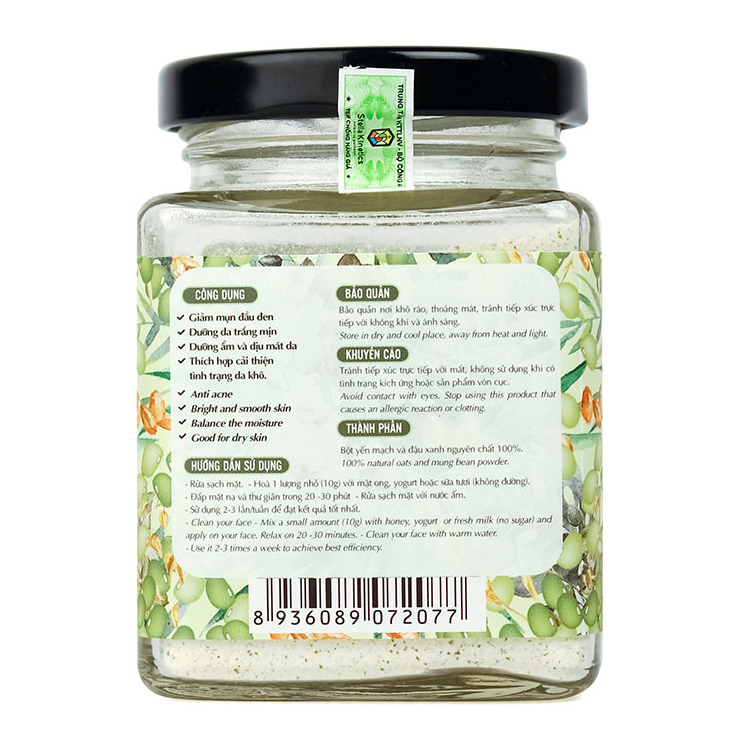 TRUNG TÂM KTTLNV - BỘ CÔNG A
Stella Kinetics
★ TEM CHỐNG HÀNG GIẢ ★
CÔNG DỤNG
✓ Giảm mụn đầu đen
✓ Dưỡng da trắng mịn
✓ Dưỡng ẩm và dịu mát da
✓ Thích hợp cải thiện
tình trạng da khô.
✓ Anti acne
✓ Bright and smooth skin
✓ Balance the moisture
✓ Good for dry skin
BẢO QUẢN
Bảo quản nơi khô ráo, thoáng mát, tránh tiếp xúc trực
tiếp với không khí và ánh sáng.
Store in dry and cool place, away from heat and light.
KHUYẾN CÁO
Tránh tiếp xúc trực tiếp với mắt, không sử dụng khi có
tình trạng kích ứng hoặc sản phẩm vón cục.
Avoid contact with eyes. Stop using this product that
causes an allergic reaction or clotting.
THÀNH PHẦN
Bột yến mạch và đậu xanh nguyên chất 100%.
100% natural oats and mung bean powder.
HƯỚNG DẪN SỬ DỤNG
- Rửa sạch mặt. - Hoà 1 lượng nhỏ (10g) với mật ong, yogurt hoặc sữa tươi (không đường).
- Đắp mặt nạ và thư giãn trong 20 -30 phút - Rửa sạch mặt với nước ấm.
- Sử dụng 2-3 lần/tuần để đạt kết quả tốt nhất.
- Clean your face - Mix a small amount (10g) with honey, yogurt or fresh milk (no sugar) and
apply on your face. Relax on 20 -30 minutes. - Clean your face with warm water.
- Use it 2-3 times a week to achieve best efficiency.
8 936089 072077